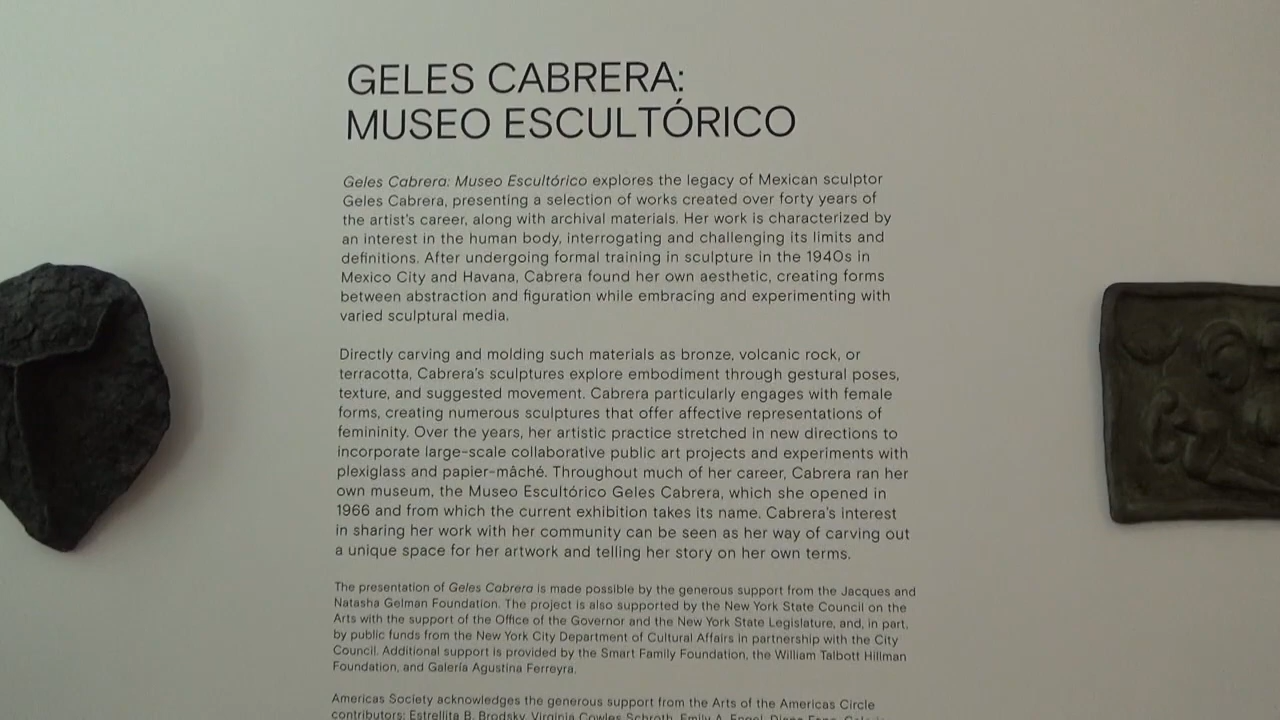 GELES CABRERA:
MUSEO ESCULTÓRICO
Geles Cabrera: Museo Escultórico explores the legacy of Mexican sculptor
Geles Cabrera, presenting a selection of works created over forty years of
the artist's career, along with archival materials. Her work is characterized by
an interest in the human body, interrogating and challenging its limits and
definitions. After undergoing formal training in sculpture in the 1940s in
Mexico City and Havana, Cabrera found her own aesthetic, creating forms
between abstraction and figuration while embracing and experimenting with
varied sculptural media.
Directly carving and molding such materials as bronze, volcanic rock, or
terracotta, Cabrera's sculptures explore embodiment through gestural poses,
texture, and suggested movement. Cabrera particularly engages with female
forms, creating numerous sculptures that offer affective representations of
femininity. Over the years, her artistic practice stretched in new directions to
incorporate large-scale collaborative public art projects and experiments with
plexiglass and papier-mâché. Throughout much of her career, Cabrera ran her
own museum, the Museo Escultórico Geles Cabrera, which she opened in
1966 and from which the current exhibition takes its name. Cabrera's interest
in sharing her work with her community can be seen as her way of carving out
a unique space for her artwork and telling her story on her own terms.
The presentation of Geles Cabrera is made possible by the generous support from the Jacques and
Natasha Gelman Foundation. The project is also supported by the New York State Council on the
Arts with the support of the Office of the Governor and the New York State Legislature, and, in part,
by public funds from the New York City Department of Cultural Affairs in partnership with the City
Council. Additional support is provided by the Smart Family Foundation, the William Talbott Hillman
Foundation, and Galería Agustina Ferreyra.
Americas Society acknowledges the generous support from the Arts of the Americas Circle
contributors: Estrellita B. Brodsky, Virginia Cowles Schroth, Emily A. Engel, Diana Fane,